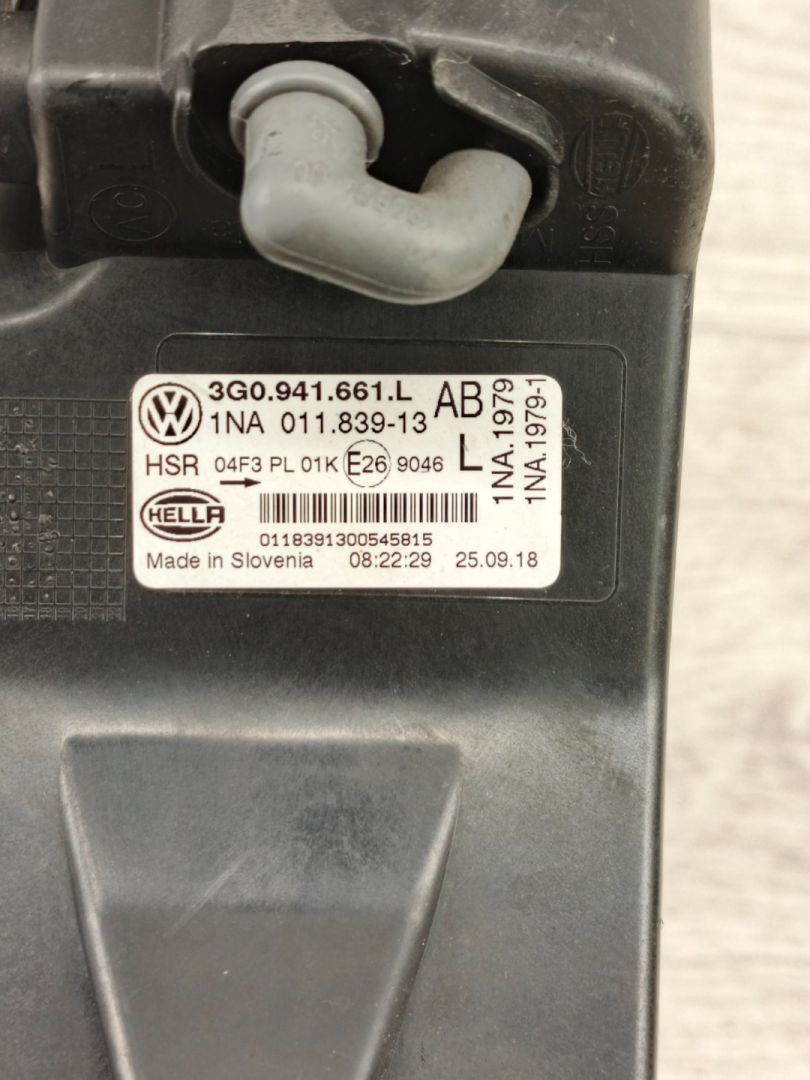 3G0.941.661.L
AB
1NA 011.839-13
HSR 04F3 PL 01K E26 9046
L
1NA.1979
1NA.1979-1
HELLA
0118391300545815
Made in Slovenia 08:22:29 25.09.18
HSS